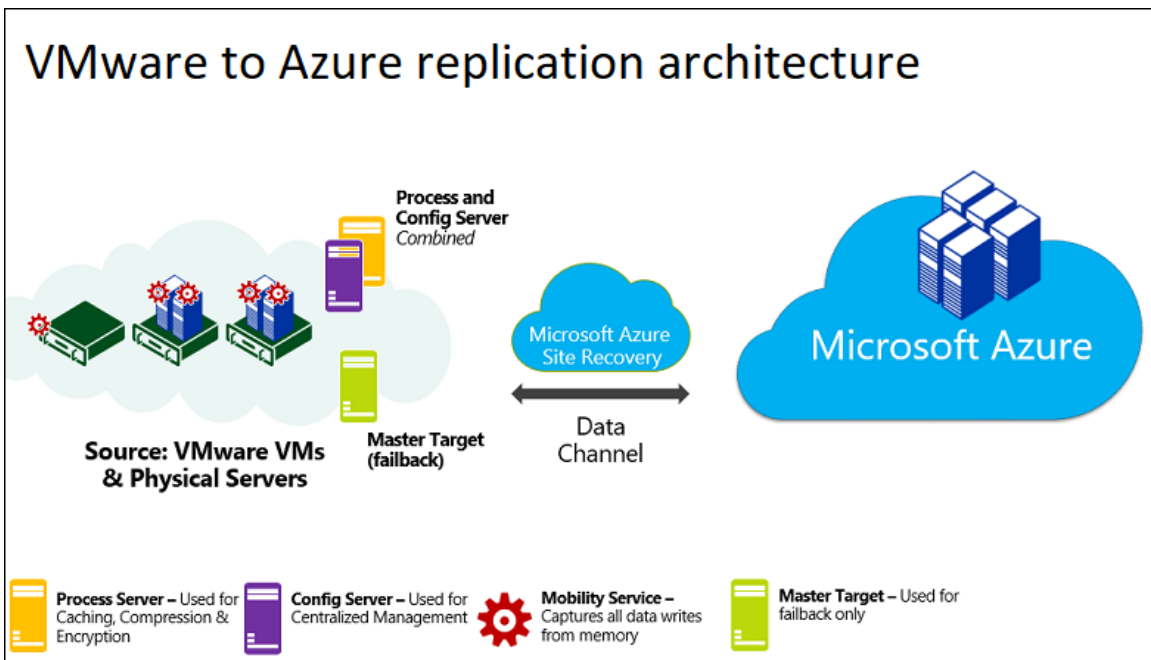 VMware to Azure replication architecture
Process and
Config Server
Combined
Microsoft Azure
Site Recovery
Microsoft Azure
Data
Channel
Source: VMware VMs
& Physical Servers
Master Target
(failback)
Process Server – Used for
Caching, Compression &
Encryption
Config Server – Used for
Centralized Management
Mobility Service –
Captures all data writes
from memory
Master Target – Used for
failback only